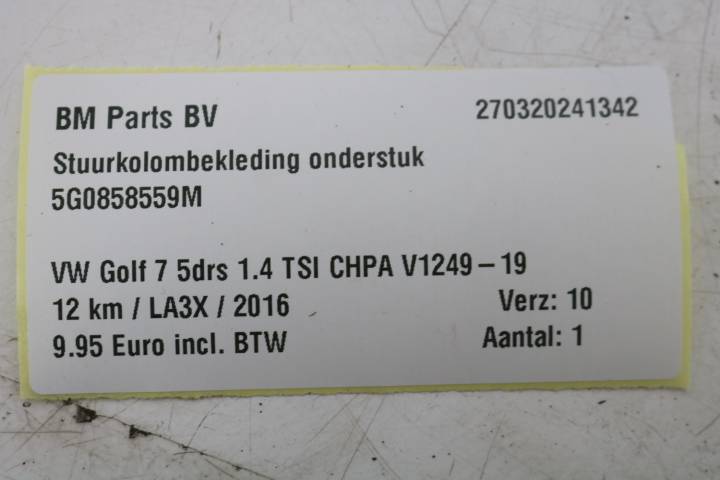 BM Parts BV 270320241342
Stuurkolombekleding onderstuk
5G0858559M
VW Golf 7 5drs 1.4 TSI CHPA V1249-19
12 km / LA3X / 2016 Verz: 10
9.95 Euro incl. BTW Aantal: 1